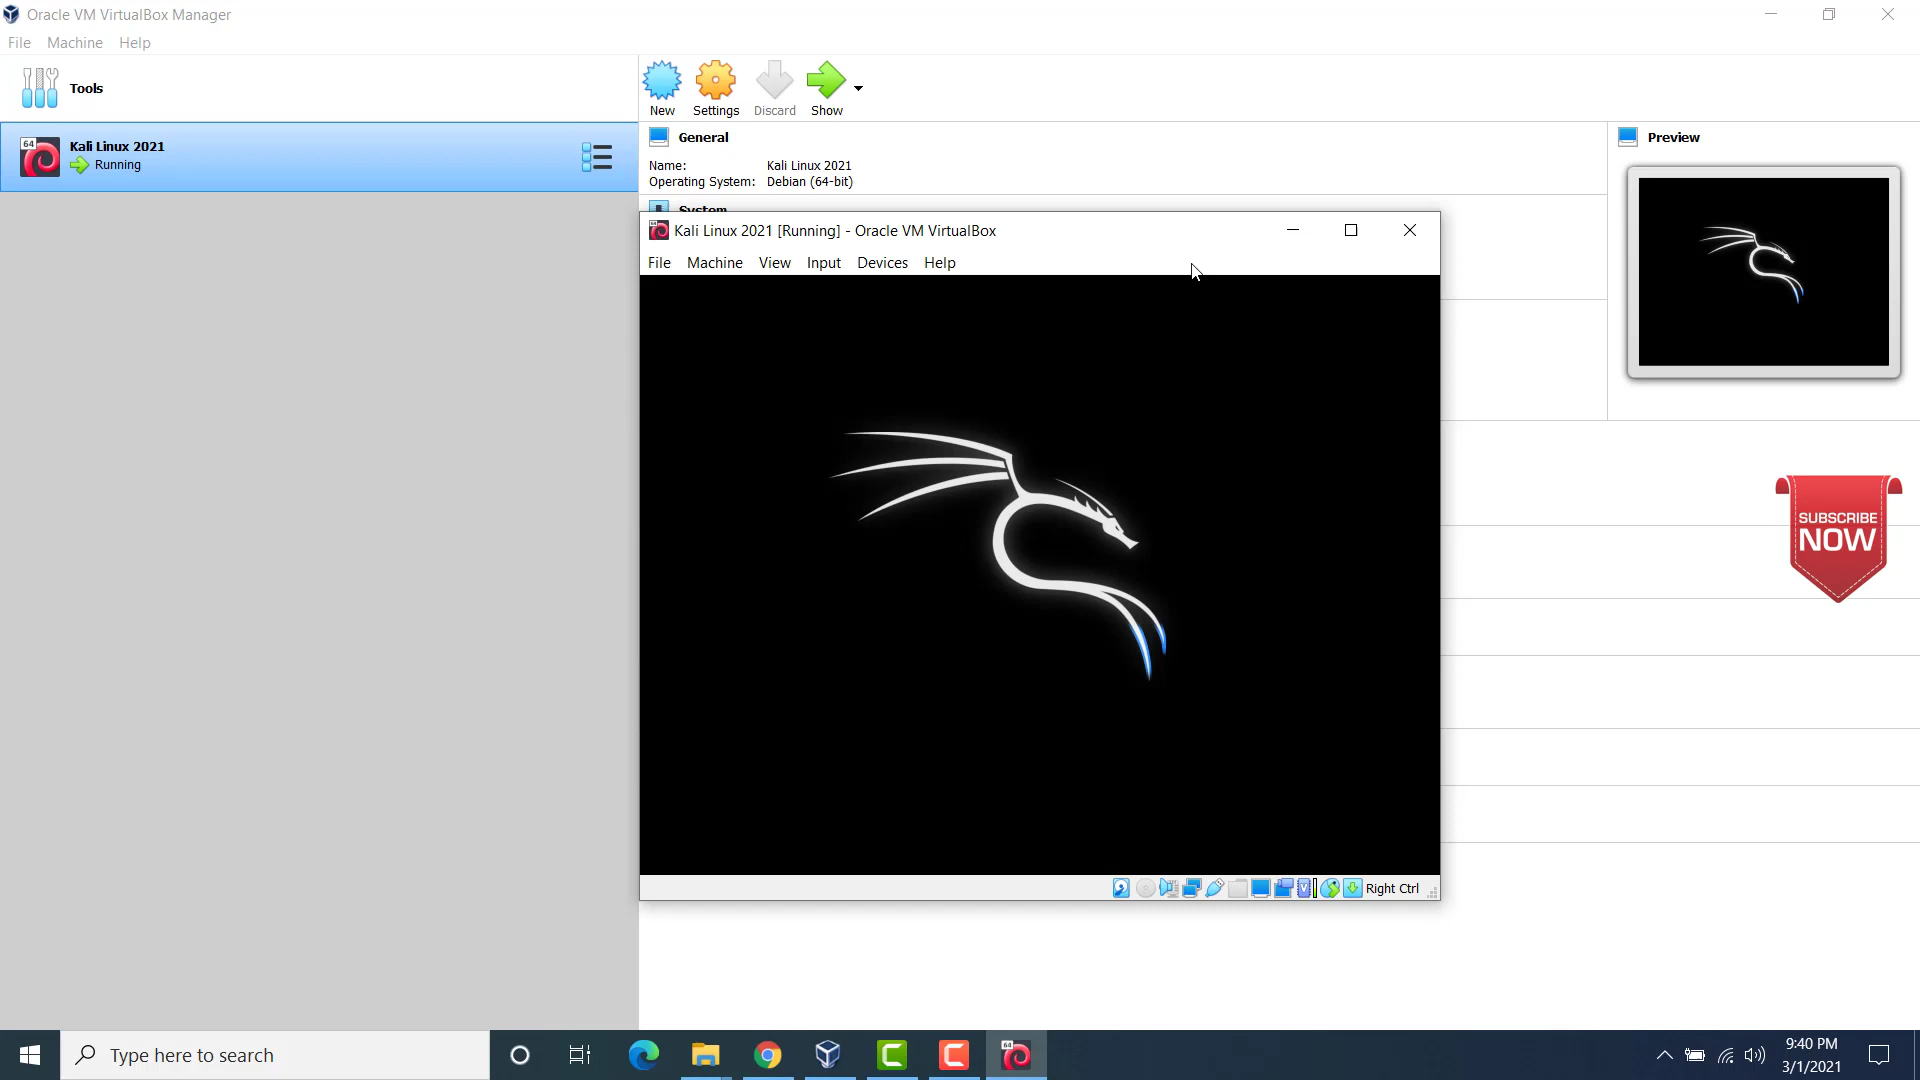 Oracle VM VirtualBox Manager
File Machine Help
Tools
New Settings Discard Show
64
Kali Linux 2021
Running
General
Name: Kali Linux 2021
Operating System: Debian (64-bit)
System
Preview
Kali Linux 2021 [Running] - Oracle VM VirtualBox
File Machine View Input Devices Help
SUBSCRIBE
NOW
Right Ctrl
Type here to search
64
9:40 PM
3/1/2021